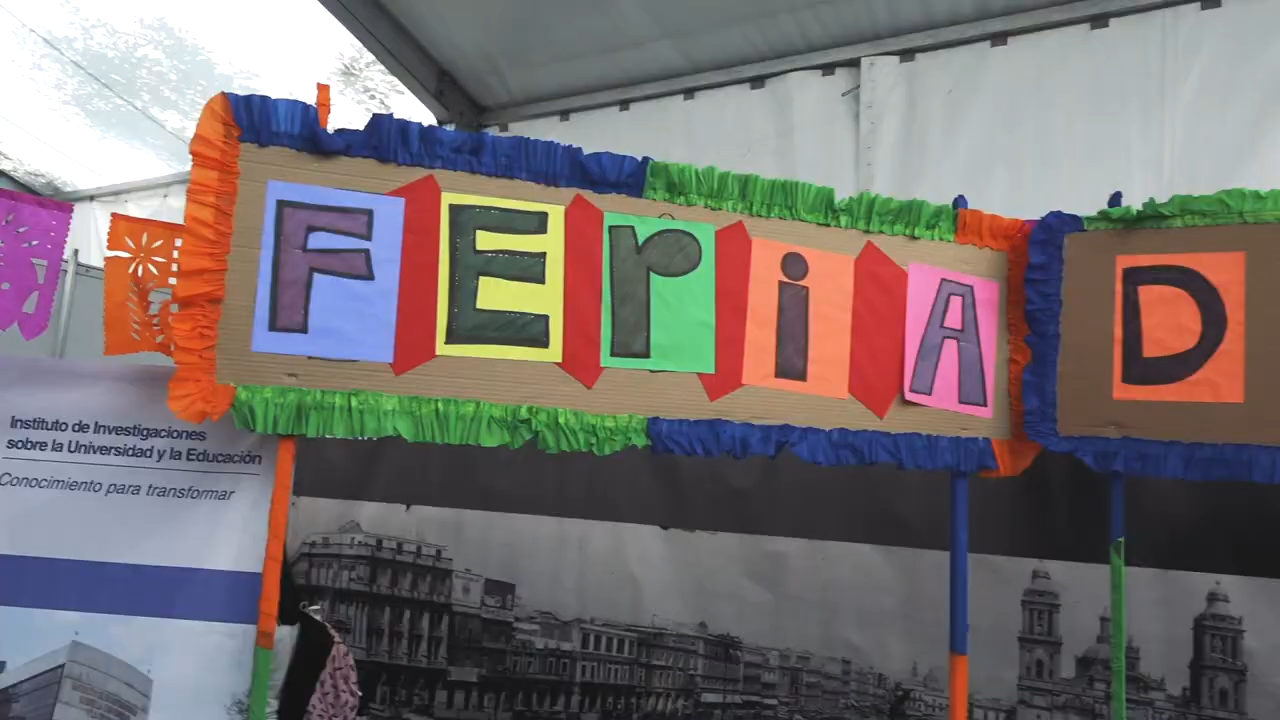 FEriA D
Instituto de Investigaciones
sobre la Universidad y la Educación
Conocimiento para transformar